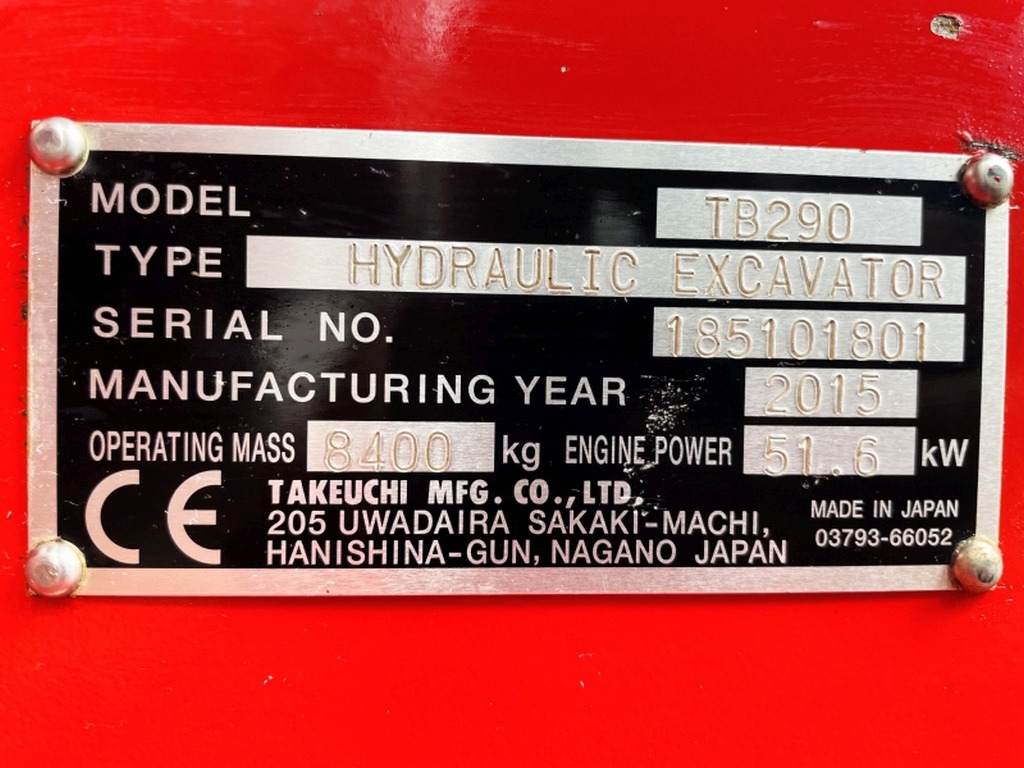 MODEL TB290
TYPE HYDRAULIC EXCAVATOR
SERIAL NO. 185101801
MANUFACTURING YEAR 2015
OPERATING MASS 8400 kg ENGINE POWER 51.6 kW
CE TAKEUCHI MFG. CO.,LTD.
205 UWADAIRA SAKAKI-MACHI,
HANISHINA-GUN, NAGANO JAPAN
MADE IN JAPAN
03793-66052